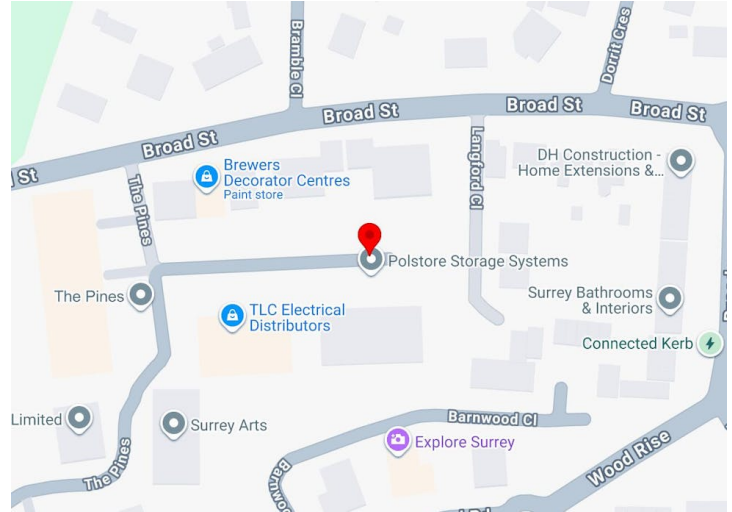 Bramble Cl
Dorrit Cres
Broad St
Broad St
Broad St
Broad St
St
The Pines
Brewers
Decorator Centres
Paint store
Langford Cl
DH Construction -
Home Extensions &...
Polstore Storage Systems
The Pines
TLC Electrical
Distributors
Surrey Bathrooms
& Interiors
Connected Kerb
Limited
Surrey Arts
Barnwood Cl
Explore Surrey
Wood Rise
The Pines